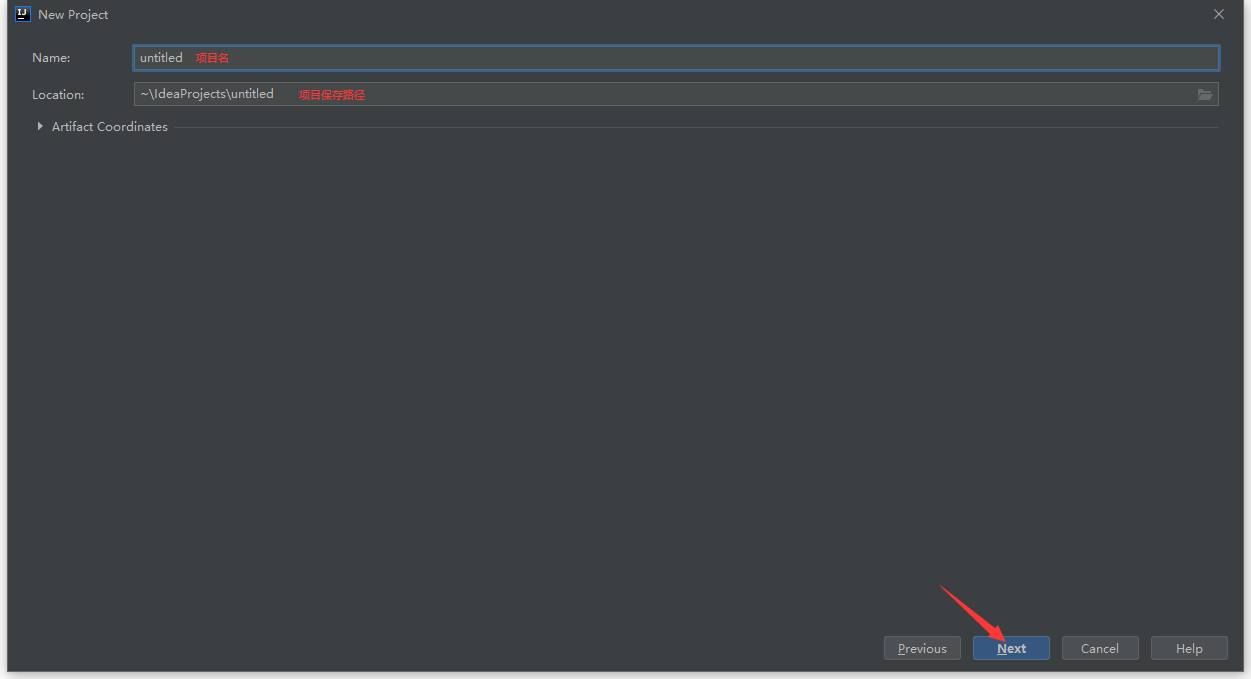 New Project
Name: untitled 项目名
Location: ~\IdeaProjects\untitled 项目保存路径
Artifact Coordinates
Previous Next Cancel Help